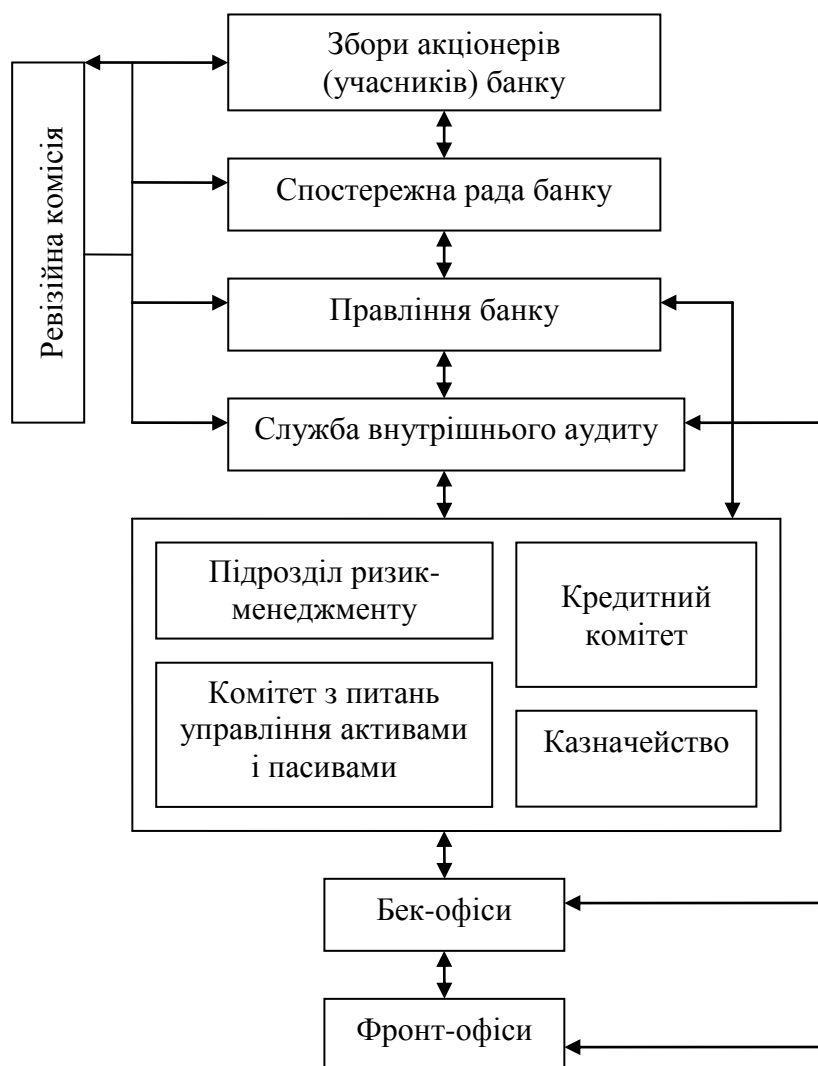 Збори акціонерів
(учасників) банку
Ревізійна комісія
Спостережна рада банку
Правління банку
Служба внутрішнього аудиту
Підрозділ ризик-
менеджменту
Кредитний
комітет
Комітет з питань
управління активами
і пасивами
Казначейство
Бек-офіси
Фронт-офіси